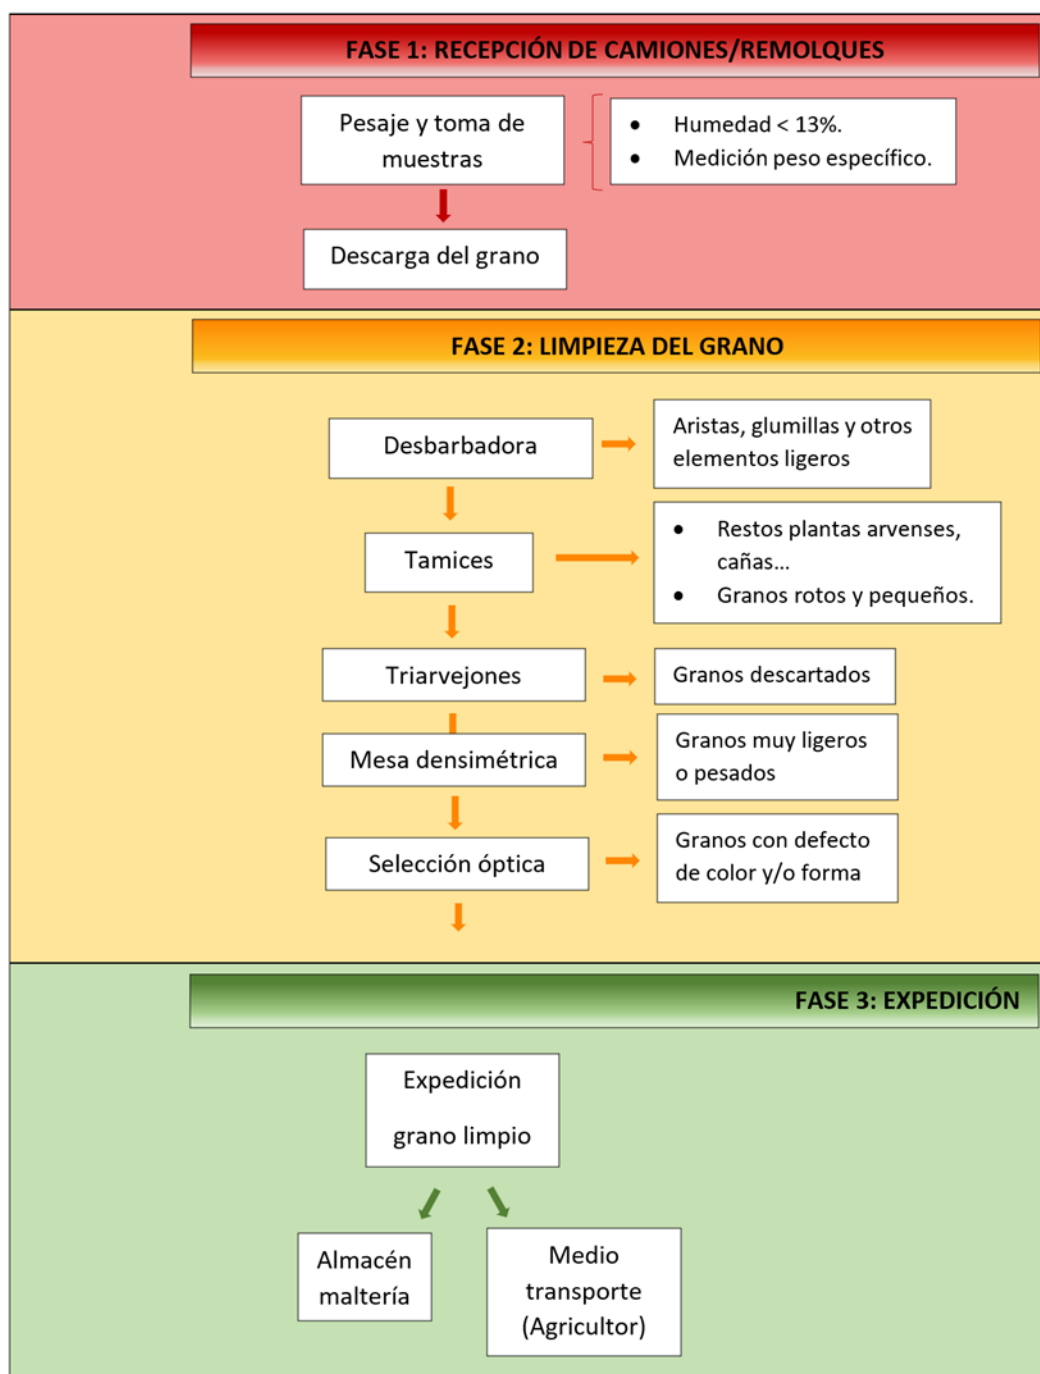 FASE 1: RECEPCIÓN DE CAMIONES/REMOLQUES
Pesaje y toma de
muestras
• Humedad < 13%.
• Medición peso específico.
Descarga del grano
FASE 2: LIMPIEZA DEL GRANO
Desbarbadora
Aristas, glumillas y otros
elementos ligeros
Tamices
• Restos plantas arvenses,
cañas...
• Granos rotos y pequeños.
Triarvejones
Granos descartados
Mesa densimétrica
Granos muy ligeros
o pesados
Selección óptica
Granos con defecto
de color y/o forma
FASE 3: EXPEDICIÓN
Expedición
grano limpio
Almacén
maltería
Medio
transporte
(Agricultor)